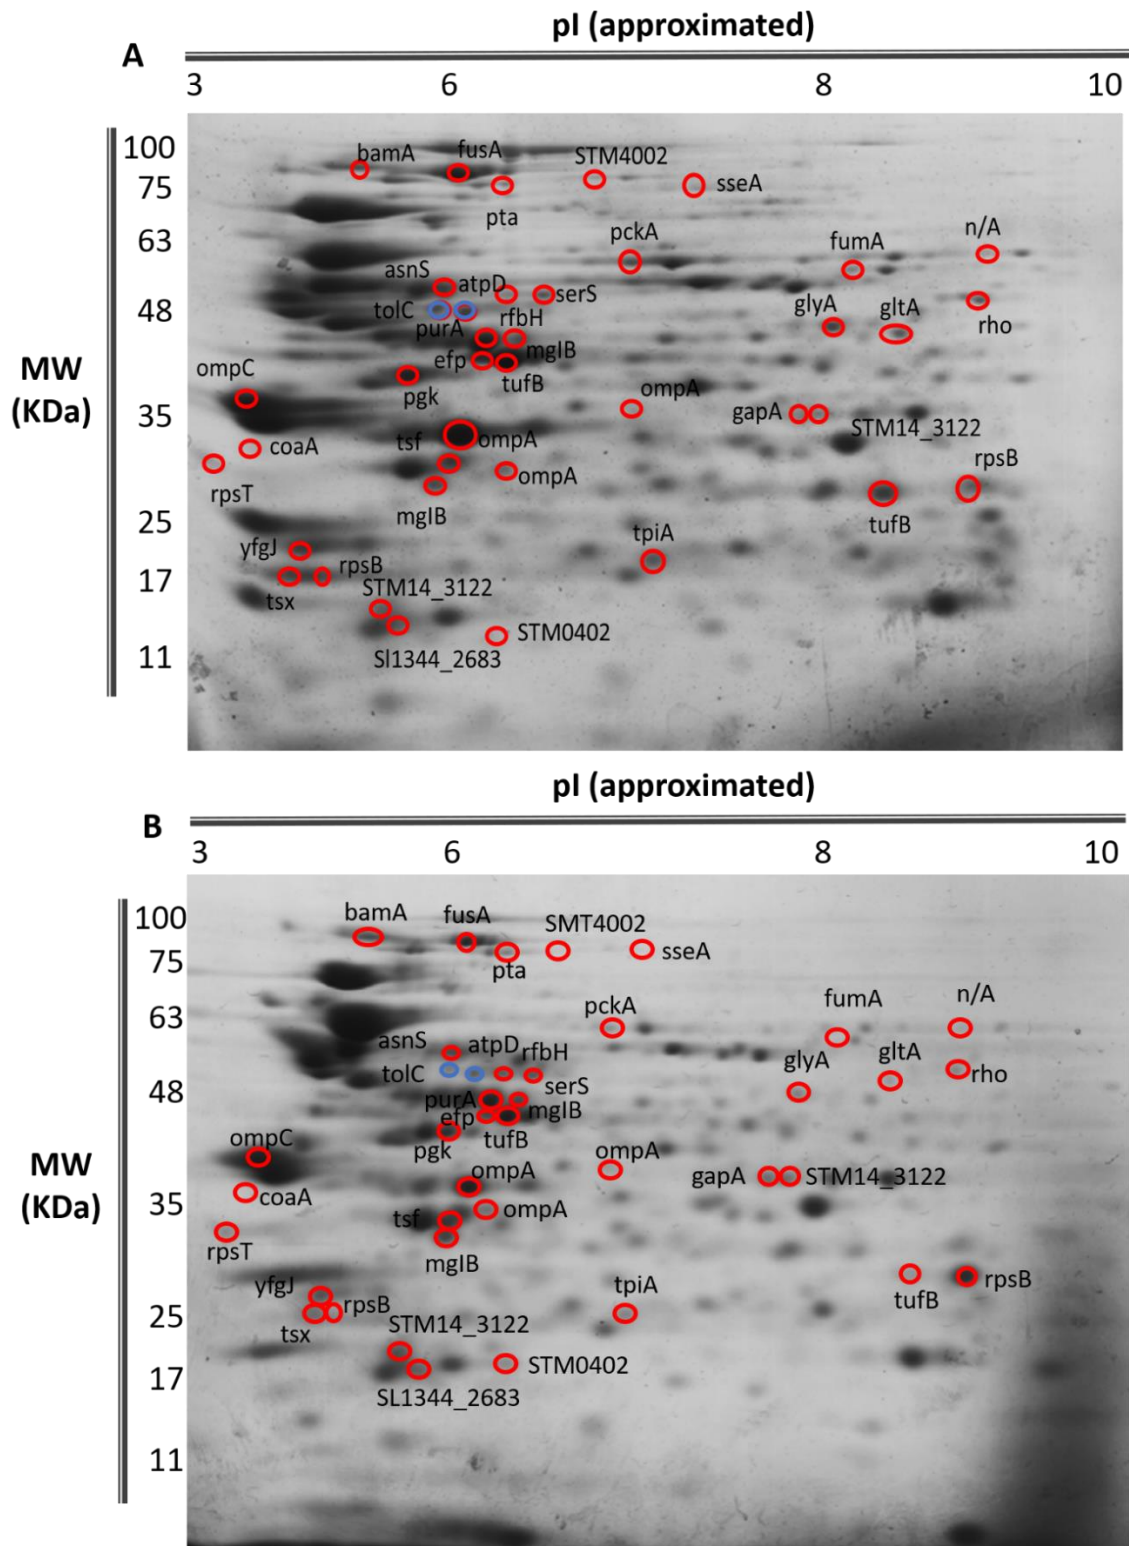 pI (approximated)
A
3 6 8 10
MW
(KDa)
100
75
63
48
35
25
17
11
bamA fusA STM4002
sseA
pta
pckA fumA n/A
asnS atpD
serS
tolC glyA gltA
purA rfbH rho
efp mglB
ompC
pgk tufB
ompA
gapA
STM14_3122
coaA tsf ompA
ompA rpsB
rpsT
mglB tufB
yfgJ rpsB tpiA
tsx STM14_3122
STM0402
Sl1344_2683
pI (approximated)
B
3 6 8 10
MW
(KDa)
100
75
63
48
35
25
17
11
bamA fusA SMT4002
sseA
pta
pckA fumA n/A
asnS atpD rfbH
tolC serS glyA gltA rho
purA
efp mglB
ompC pgk tufB
ompA ompA gapA STM14_3122
coaA
ompA
tsf
rpsT
mglB
yfgJ rpsB tpiA tufB rpsB
tsx STM14_3122
STM0402
SL1344_2683